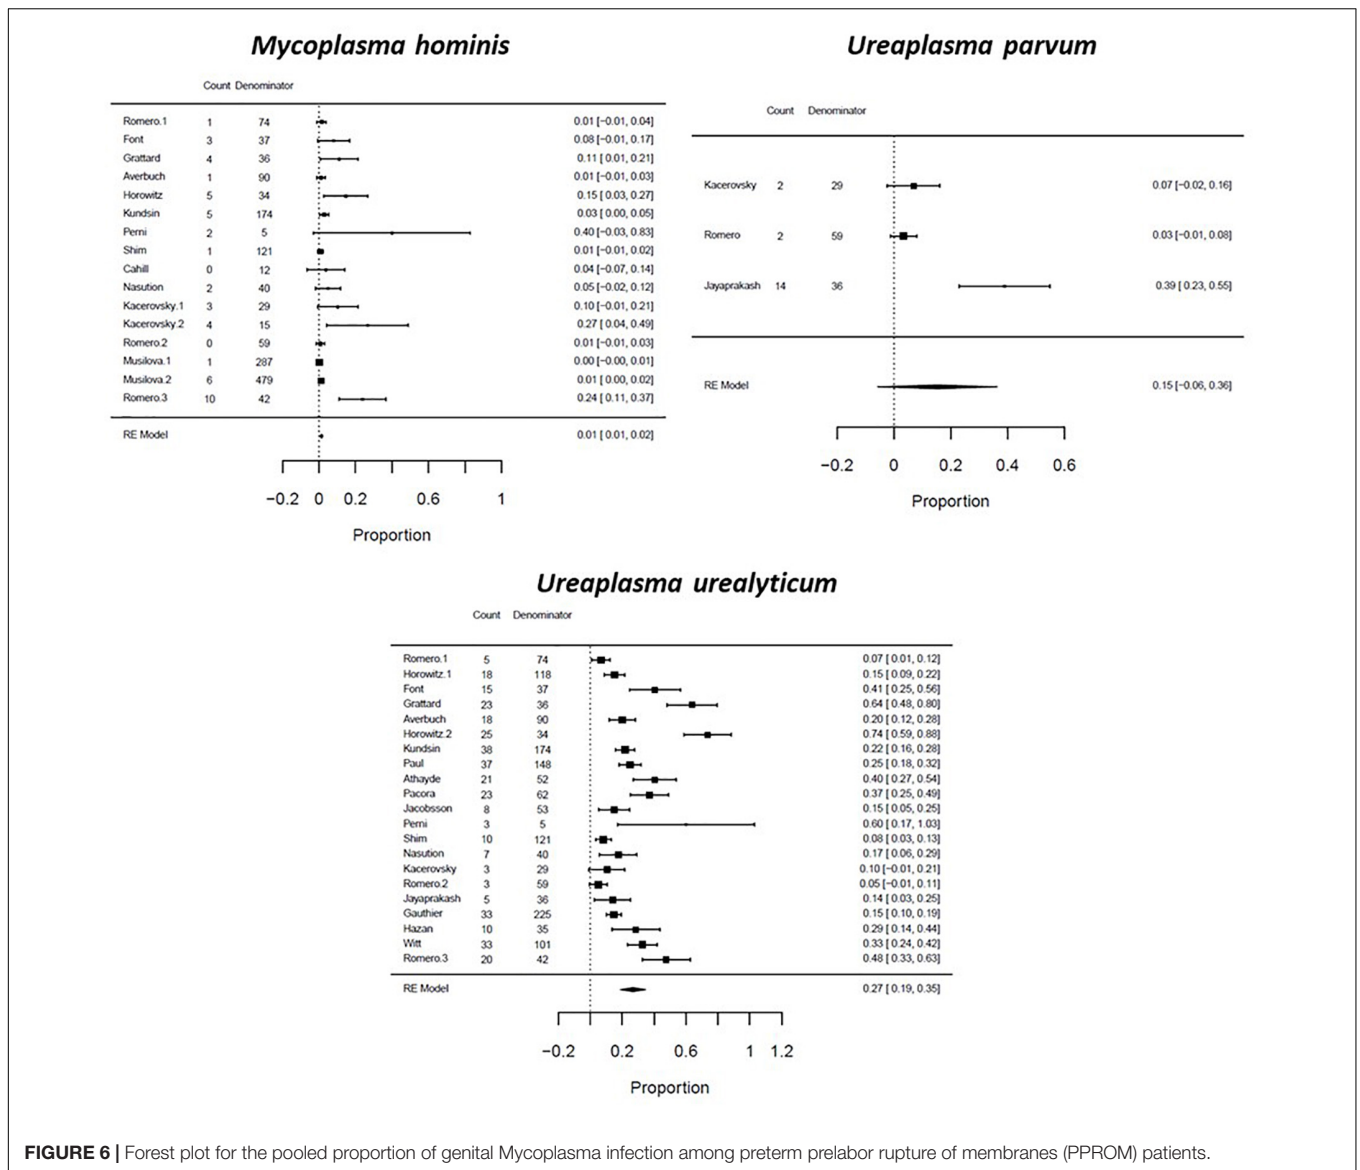 Mycoplasma hominis
Count Denominator
Romero.1 1 74 0.01 [−0.01, 0.04]
Font 3 37 0.08 [−0.01, 0.17]
Grattard 4 36 0.11 [ 0.01, 0.21]
Averbuch 1 90 0.01 [−0.01, 0.03]
Horowitz 5 34 0.15 [ 0.03, 0.27]
Kundsin 5 174 0.03 [ 0.00, 0.05]
Perni 2 5 0.40 [−0.03, 0.83]
Shim 1 121 0.01 [−0.01, 0.02]
Cahill 0 12 0.04 [−0.07, 0.14]
Nasution 2 40 0.05 [−0.02, 0.12]
Kacerovsky.1 3 29 0.10 [−0.01, 0.21]
Kacerovsky.2 4 15 0.27 [ 0.04, 0.49]
Romero.2 0 59 0.01 [−0.01, 0.03]
Musilova.1 1 287 0.00 [−0.00, 0.01]
Musilova.2 6 479 0.01 [ 0.00, 0.02]
Romero.3 10 42 0.24 [ 0.11, 0.37]
RE Model 0.01 [ 0.01, 0.02]
−0.2 0 0.2 0.6 1
Proportion
Ureaplasma parvum
Count Denominator
Kacerovsky 2 29 0.07 [−0.02, 0.16]
Romero 2 59 0.03 [−0.01, 0.08]
Jayaprakash 14 36 0.39 [ 0.23, 0.55]
RE Model 0.15 [−0.06, 0.36]
−0.2 0 0.2 0.4 0.6
Proportion
Ureaplasma urealyticum
Count Denominator
Romero.1 5 74 0.07 [ 0.01, 0.12]
Horowitz.1 18 118 0.15 [ 0.09, 0.22]
Font 15 37 0.41 [ 0.25, 0.56]
Grattard 23 36 0.64 [ 0.48, 0.80]
Averbuch 18 90 0.20 [ 0.12, 0.28]
Horowitz.2 25 34 0.74 [ 0.59, 0.88]
Kundsin 38 174 0.22 [ 0.16, 0.28]
Paul 37 148 0.25 [ 0.18, 0.32]
Athayde 21 52 0.40 [ 0.27, 0.54]
Pacora 23 62 0.37 [ 0.25, 0.49]
Jacobsson 8 53 0.15 [ 0.05, 0.25]
Perni 3 5 0.60 [ 0.17, 1.03]
Shim 10 121 0.08 [ 0.03, 0.13]
Nasution 7 40 0.17 [ 0.06, 0.29]
Kacerovsky 3 29 0.10 [−0.01, 0.21]
Romero.2 3 59 0.05 [−0.01, 0.11]
Jayaprakash 5 36 0.14 [ 0.03, 0.25]
Gauthier 33 225 0.15 [ 0.10, 0.19]
Hazan 10 35 0.29 [ 0.14, 0.44]
Witt 33 101 0.33 [ 0.24, 0.42]
Romero.3 20 42 0.48 [ 0.33, 0.63]
RE Model 0.27 [ 0.19, 0.35]
−0.2 0.2 0.6 1 1.2
Proportion
FIGURE 6 | Forest plot for the pooled proportion of genital Mycoplasma infection among preterm prelabor rupture of membranes (PPROM) patients.